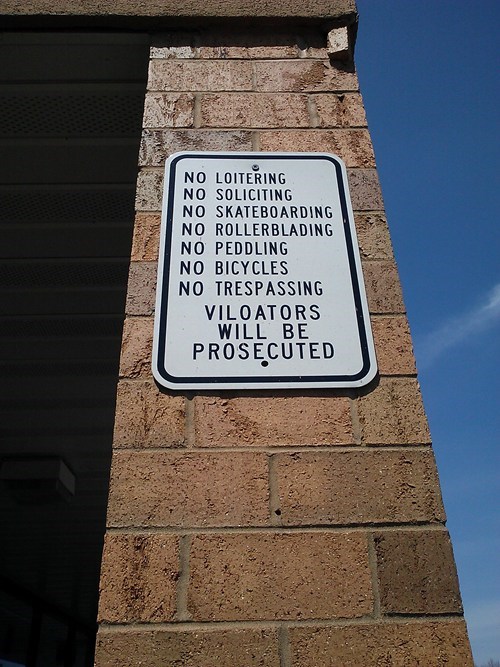 NO LOITERING
NO SOLICITING
NO SKATEBOARDING
NO ROLLERBLADING
NO PEDDLING
NO BICYCLES
NO TRESPASSING
VILOATORS
WILL BE
PROSECUTED